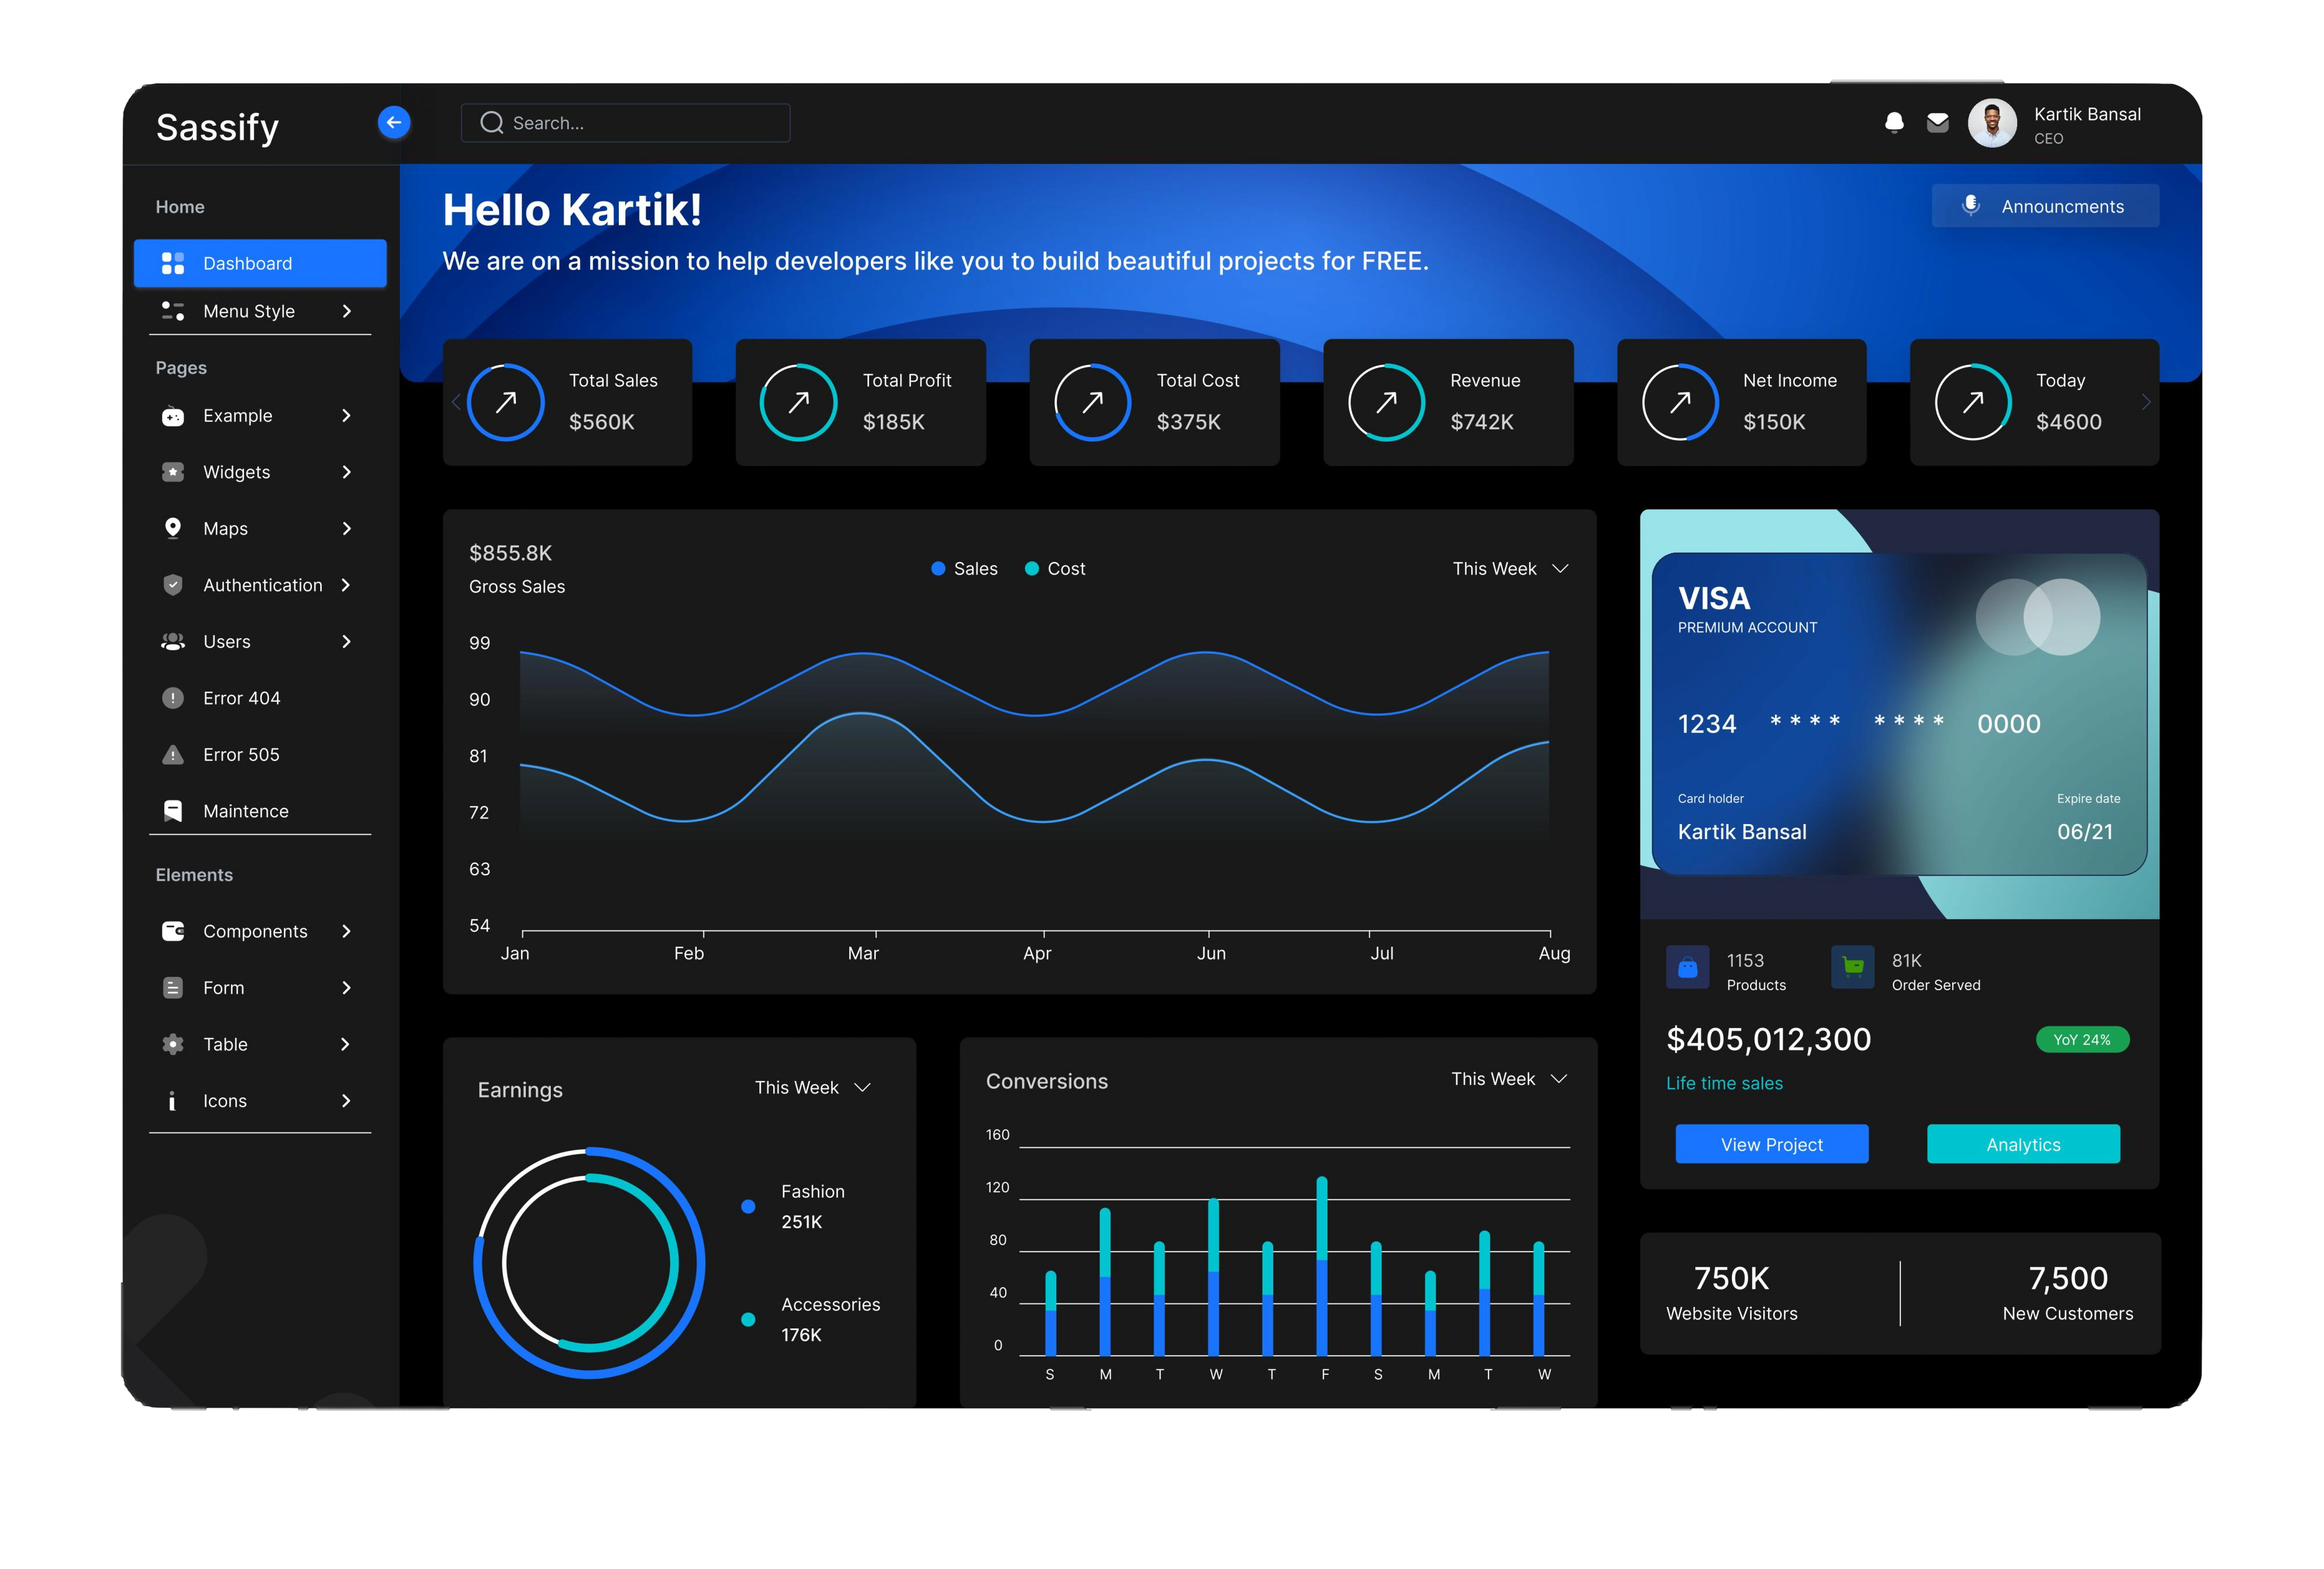 Sassify
Search...
Kartik Bansal
CEO
Home
Dashboard
Menu Style
Pages
Example
Widgets
Maps
Authentication
Users
Error 404
Error 505
Maintence
Elements
Components
Form
Table
Icons
Hello Kartik!
We are on a mission to help developers like you to build beautiful projects for FREE.
Announcments
Total Sales
$560K
Total Profit
$185K
Total Cost
$375K
Revenue
$742K
Net Income
$150K
Today
$4600
$855.8K
Gross Sales
Sales
Cost
This Week
99
90
81
72
63
54
Jan Feb Mar Apr Jun Jul Aug
VISA
PREMIUM ACCOUNT
1234 **** **** 0000
Card holder
Kartik Bansal
Expire date
06/21
1153
Products
81K
Order Served
$405,012,300
YoY 24%
Life time sales
View Project
Analytics
Earnings
This Week
Fashion
251K
Accessories
176K
Conversions
This Week
160
120
80
40
0
S M T W T F S M T W
750K
Website Visitors
7,500
New Customers